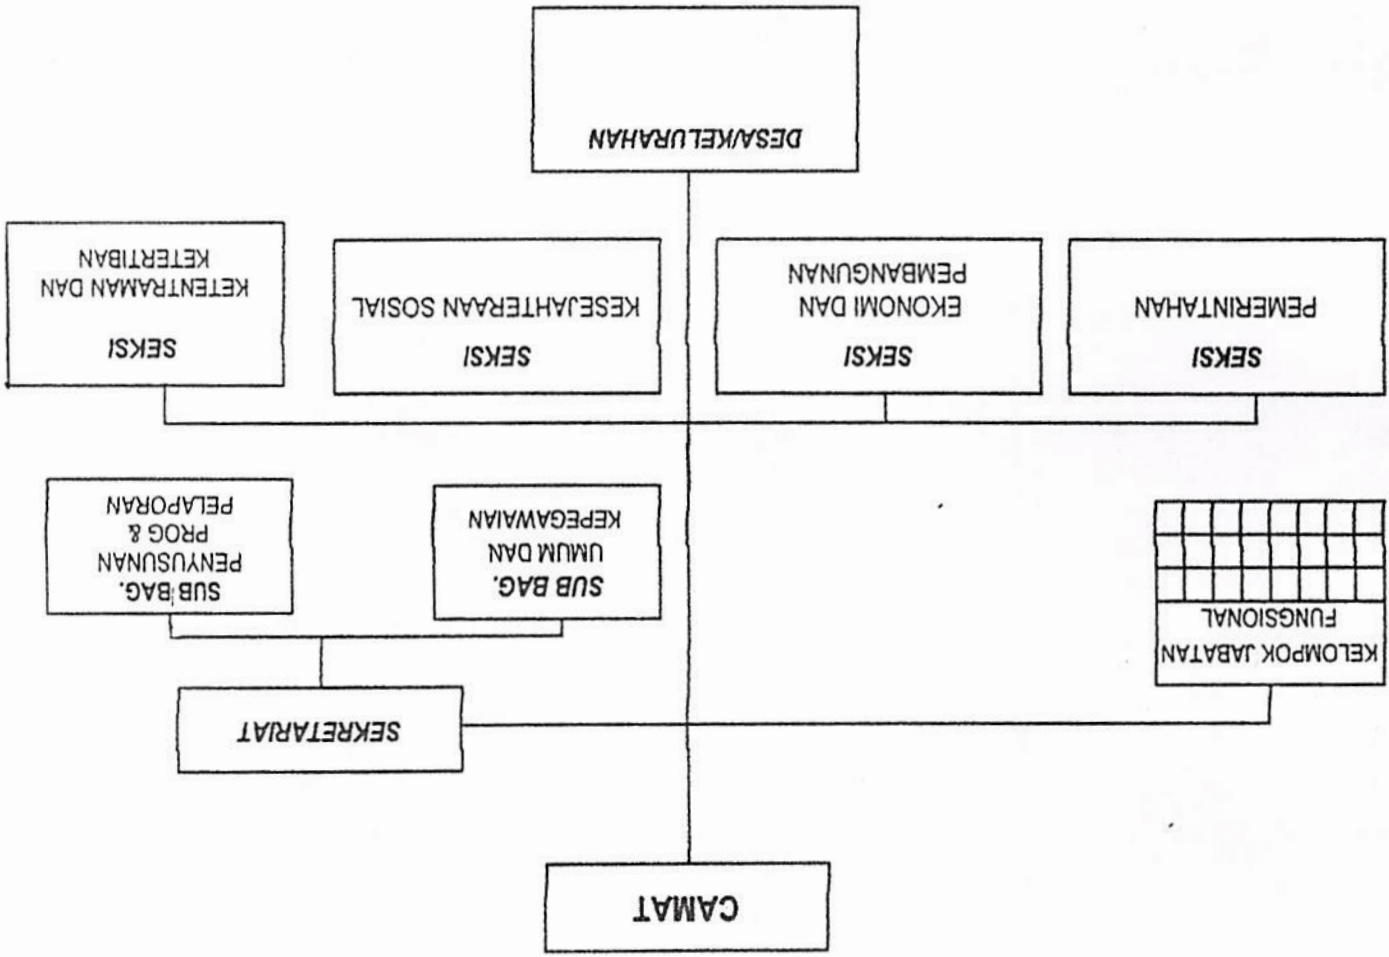 CAMAT
SEKRETARIAT
KELOMPOK JABATAN
FUNGSIONAL
SUB BAG.
UMUM DAN
KEPEGAWAIAN
SUB BAG.
PENYUSUNAN
PROG &
PELAPORAN
SEKSI
PEMERINTAHAN
SEKSI
EKONOMI DAN
PEMBANGUNAN
SEKSI
KESEJAHTERAAN SOSIAL
SEKSI
KETENTRAMAN DAN
KETERTIBAN
DESA/KELURAHAN